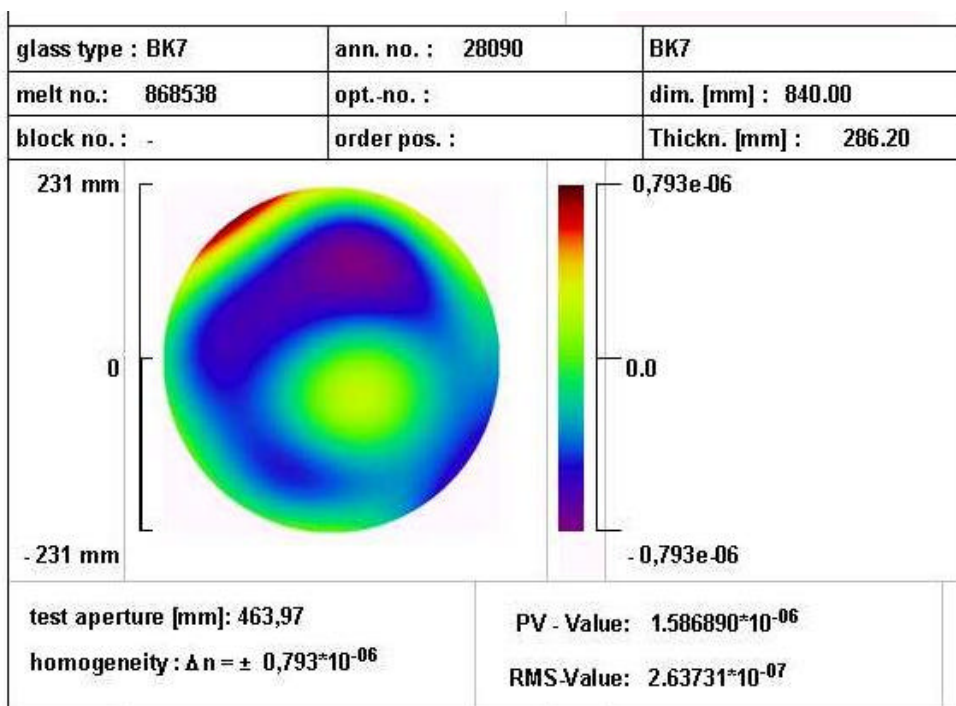 glass type : BK7 ann. no. : 28090 BK7
melt no.: 868538 opt.-no. : dim. [mm] : 840.00
block no. : - order pos. : Thickn. [mm] : 286.20
231 mm 0,793e-06
0 0.0
- 231 mm - 0,793e-06
test aperture [mm]: 463,97
homogeneity : Δ n = ± 0,793*10-06
PV - Value: 1.586890*10-06
RMS-Value: 2.63731*10-07